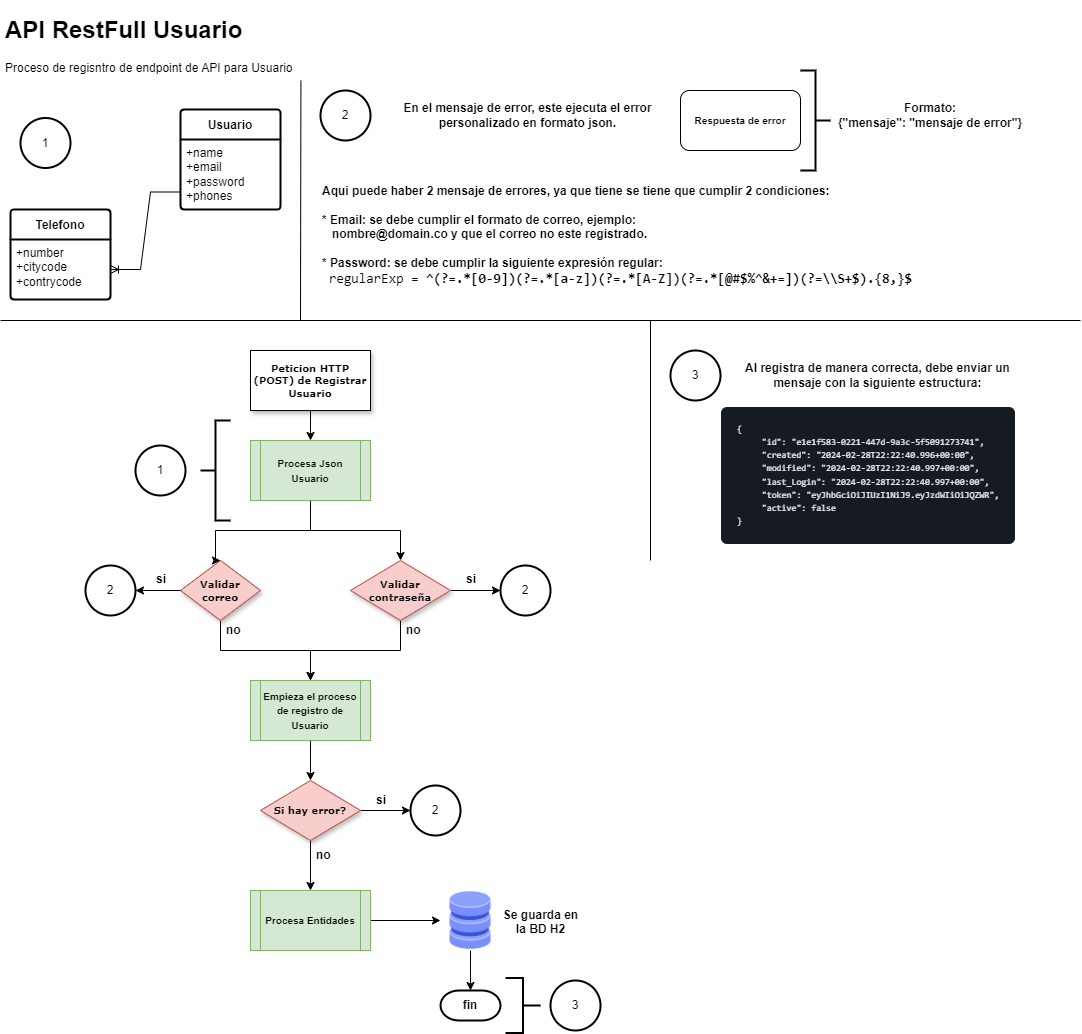 API RestFull Usuario
Proceso de regisntro de endpoint de API para Usuario
1
Usuario
+name
+email
+password
+phones
Telefono
+number
+citycode
+contrycode
2
En el mensaje de error, este ejecuta el error
personalizado en formato json.
Respuesta de error
Formato:
{"mensaje": "mensaje de error"}
Aqui puede haber 2 mensaje de errores, ya que tiene se tiene que cumplir 2 condiciones:
* Email: se debe cumplir el formato de correo, ejemplo:
nombre@domain.co y que el correo no este registrado.
* Password: se debe cumplir la siguiente expresión regular:
regularExp = ^(?=.*[0-9])(?=.*[a-z])(?=.*[A-Z])(?=.*[@#$%^&+=])(?=\\S+$).{8,}$
Peticion HTTP
(POST) de Registrar
Usuario
1
Procesa Json
Usuario
2
si
Validar
correo
no
Validar
contraseña
si
2
no
Empieza el proceso
de registro de
Usuario
Si hay error?
si
2
no
Procesa Entidades
Se guarda en
la BD H2
fin
3
3
Al registra de manera correcta, debe enviar un
mensaje con la siguiente estructura:
{
"id": "e1e1f583-0221-447d-9a3c-5f5091273741",
"created": "2024-02-28T22:22:40.996+00:00",
"modified": "2024-02-28T22:22:40.997+00:00",
"last_Login": "2024-02-28T22:22:40.997+00:00",
"token": "eyJhbGciOiJIUzI1NiJ9.eyJzdWIiOiJQZWR",
"active": false
}